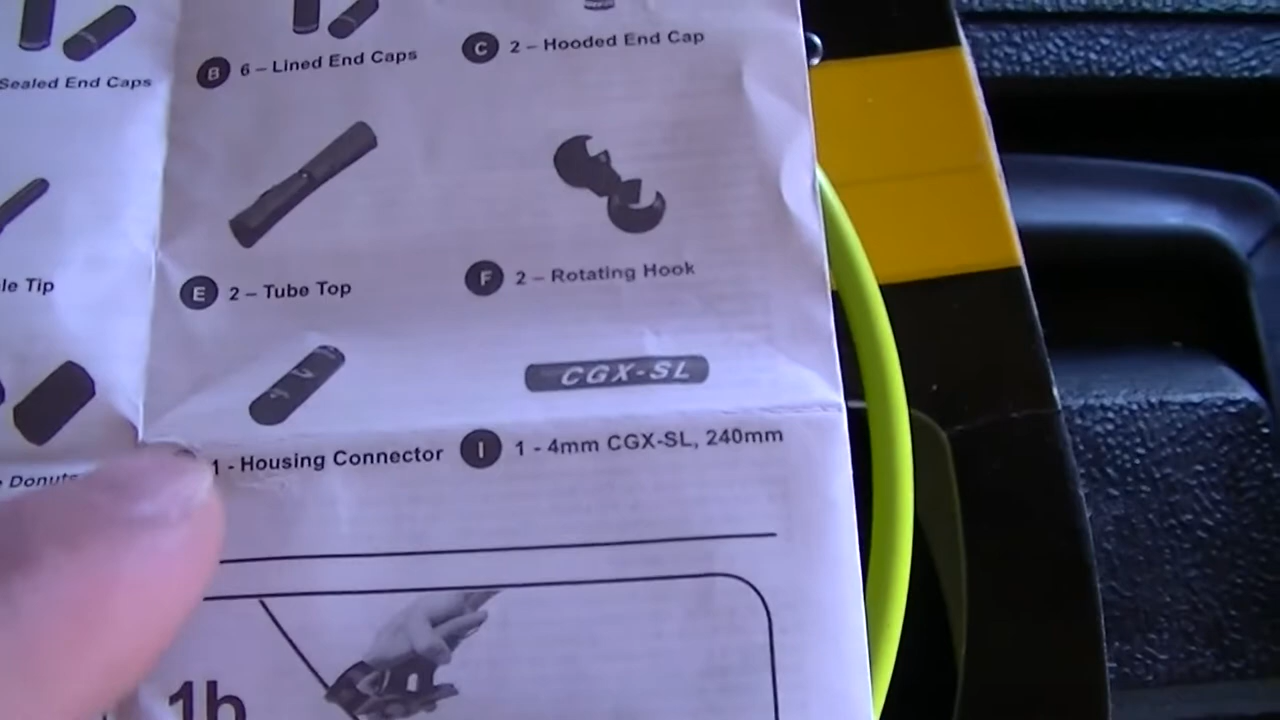 Sealed End Caps
B 6 – Lined End Caps
C 2 – Hooded End Cap
le Tip
E 2 – Tube Top
F 2 – Rotating Hook
CGX-SL
Donuts
1 - Housing Connector
I 1 - 4mm CGX-SL, 240mm
1b